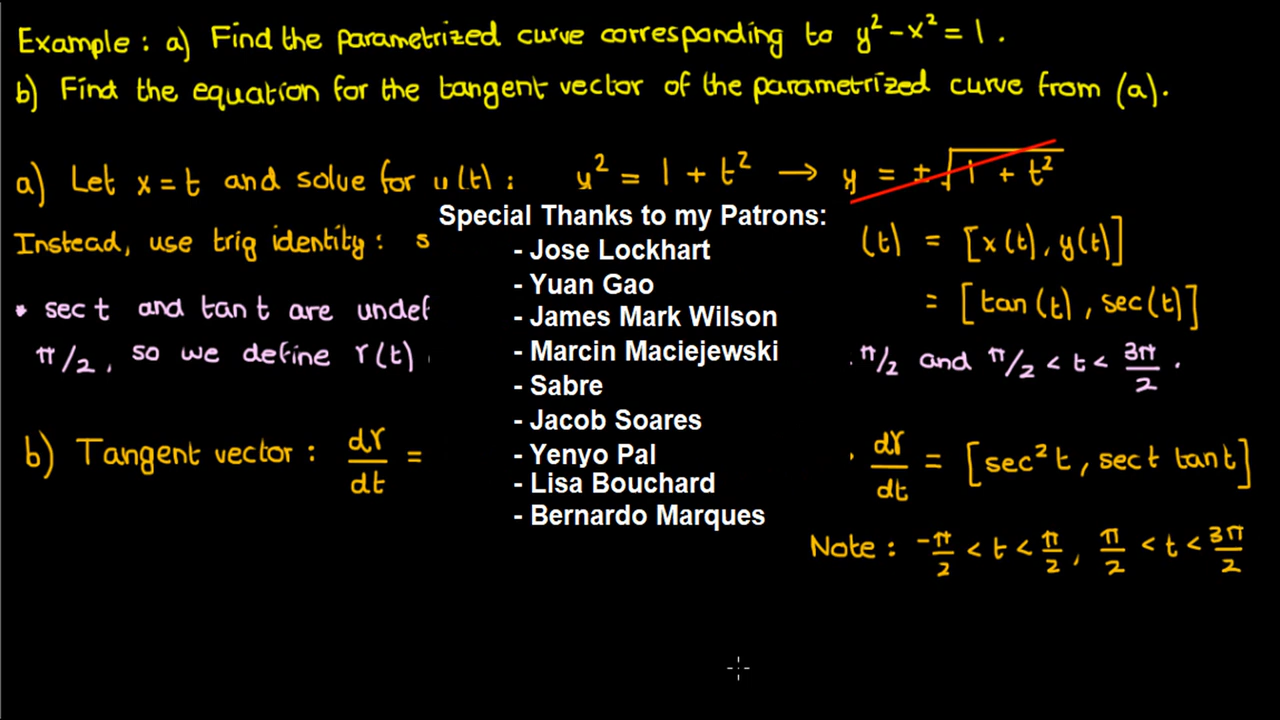 Example: a) Find the parametrized curve corresponding to y² - x² = 1.
b) Find the equation for the tangent vector of the parametrized curve from (a).
a) Let x = t and solve for y(t): y² = 1 + t² → y = ±√(1 + t²)
Instead, use trig identity: (t) = [x(t), y(t)]
= [tan(t), sec(t)]
* sec t and tan t are
π/2, so we define r(t) π/2 and π/2 < t < 3π/2.
b) Tangent vector: dr/dt = dr/dt = [sec² t, sec t tan t]
Note: -π/2 < t < π/2, π/2 < t < 3π/2
Special Thanks to my Patrons:
- Jose Lockhart
- Yuan Gao
- James Mark Wilson
- Marcin Maciejewski
- Sabre
- Jacob Soares
- Yenyo Pal
- Lisa Bouchard
- Bernardo Marques